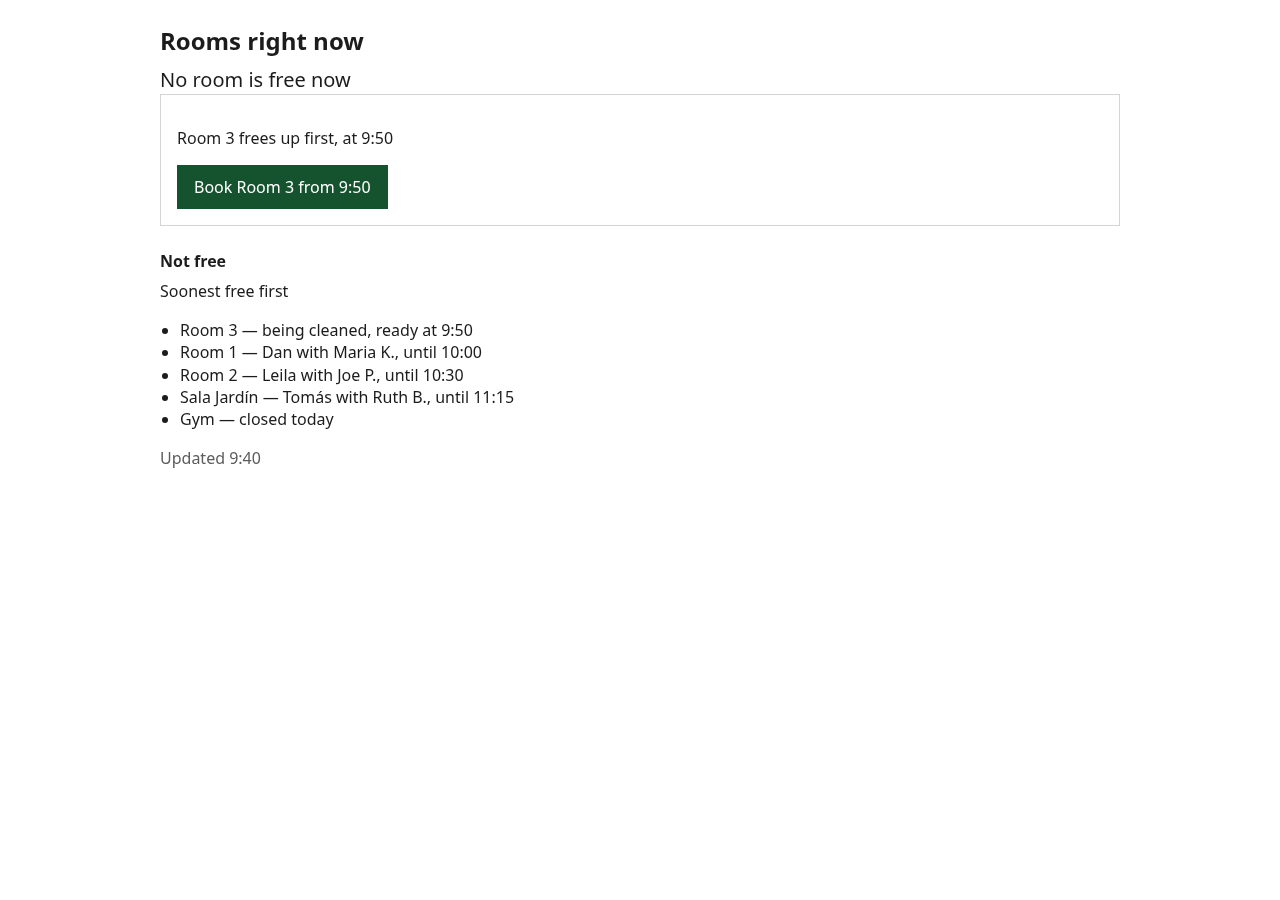 Rooms right now
No room is free now
Room 3 frees up first, at 9:50
Book Room 3 from 9:50
Not free
Soonest free first
Room 3 — being cleaned, ready at 9:50
Room 1 — Dan with Maria K., until 10:00
Room 2 — Leila with Joe P., until 10:30
Sala Jardín — Tomás with Ruth B., until 11:15
Gym — closed today
Updated 9:40